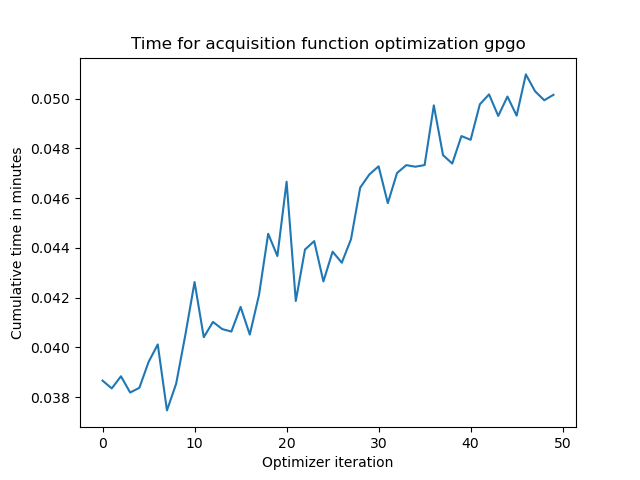 Time for acquisition function optimization gpgo
0.050
0.048
0.046
0.044
0.042
0.040
0.038
Cumulative time in minutes
0 10 20 30 40 50
Optimizer iteration